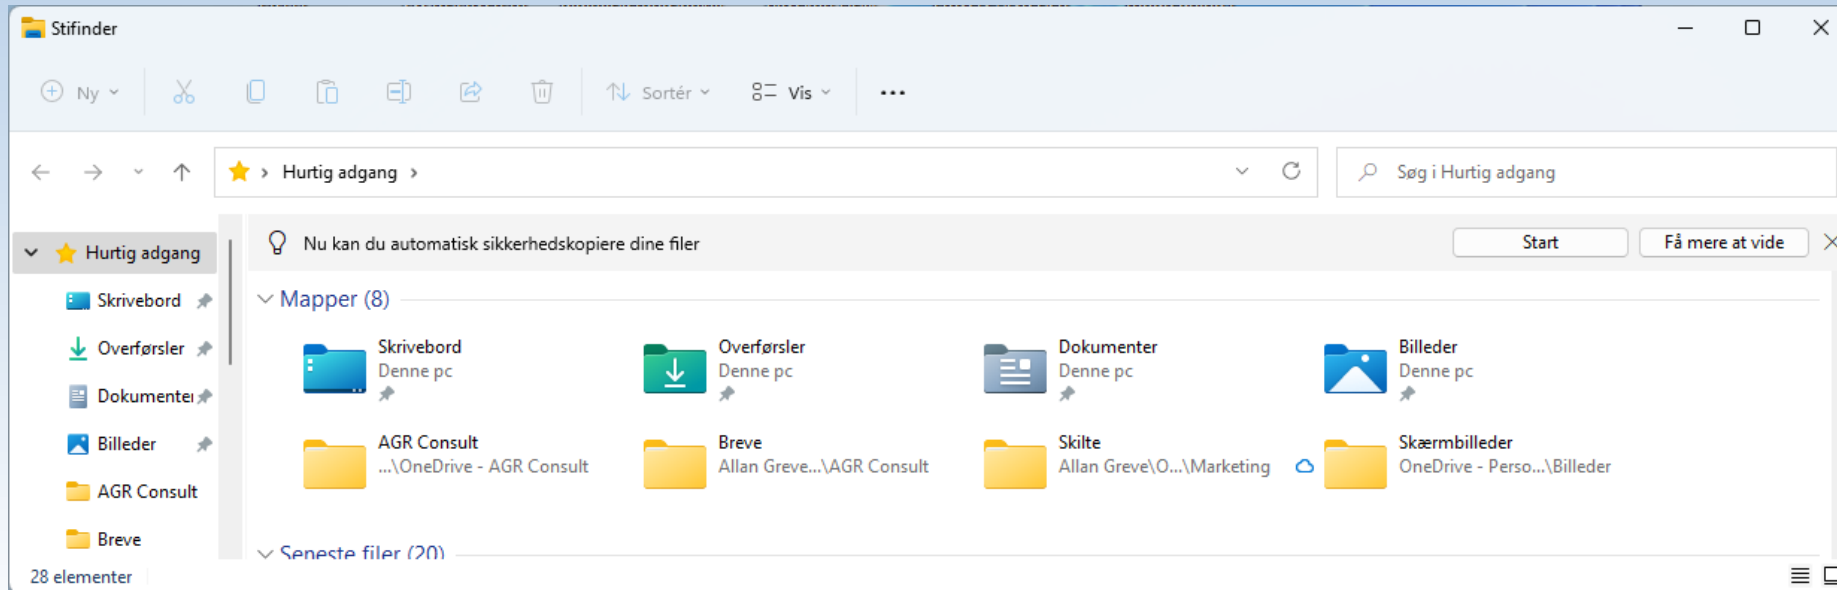 Stifinder
Ny
Sortér
Vis
Hurtig adgang
Søg i Hurtig adgang
Hurtig adgang
Skrivebord
Overførsler
Dokumenter
Billeder
AGR Consult
Breve
Nu kan du automatisk sikkerhedskopiere dine filer
Start
Få mere at vide
Mapper (8)
Skrivebord
Denne pc
Overførsler
Denne pc
Dokumenter
Denne pc
Billeder
Denne pc
AGR Consult
...\OneDrive - AGR Consult
Breve
Allan Greve...\AGR Consult
Skilte
Allan Greve\O...\Marketing
Skærmbilleder
OneDrive - Perso...\Billeder
Seneste filer (20)
28 elementer